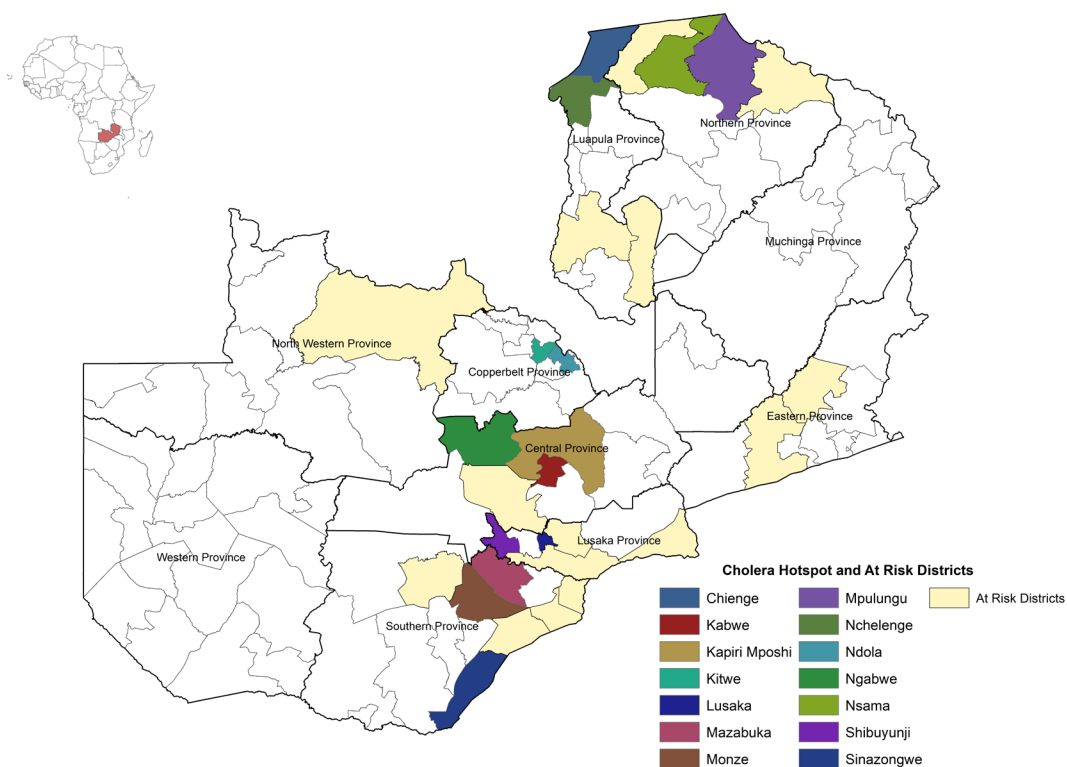 Luapula Province
Northern Province
Muchinga Province
North Western Province
Copperbelt Province
Eastern Province
Central Province
Lusaka Province
Western Province
Southern Province
Cholera Hotspot and At Risk Districts
Chienge
Mpulungu
At Risk Districts
Kabwe
Nchelenge
Kapiri Mposhi
Ndola
Kitwe
Ngabwe
Lusaka
Nsama
Mazabuka
Shibuyunji
Monze
Sinazongwe